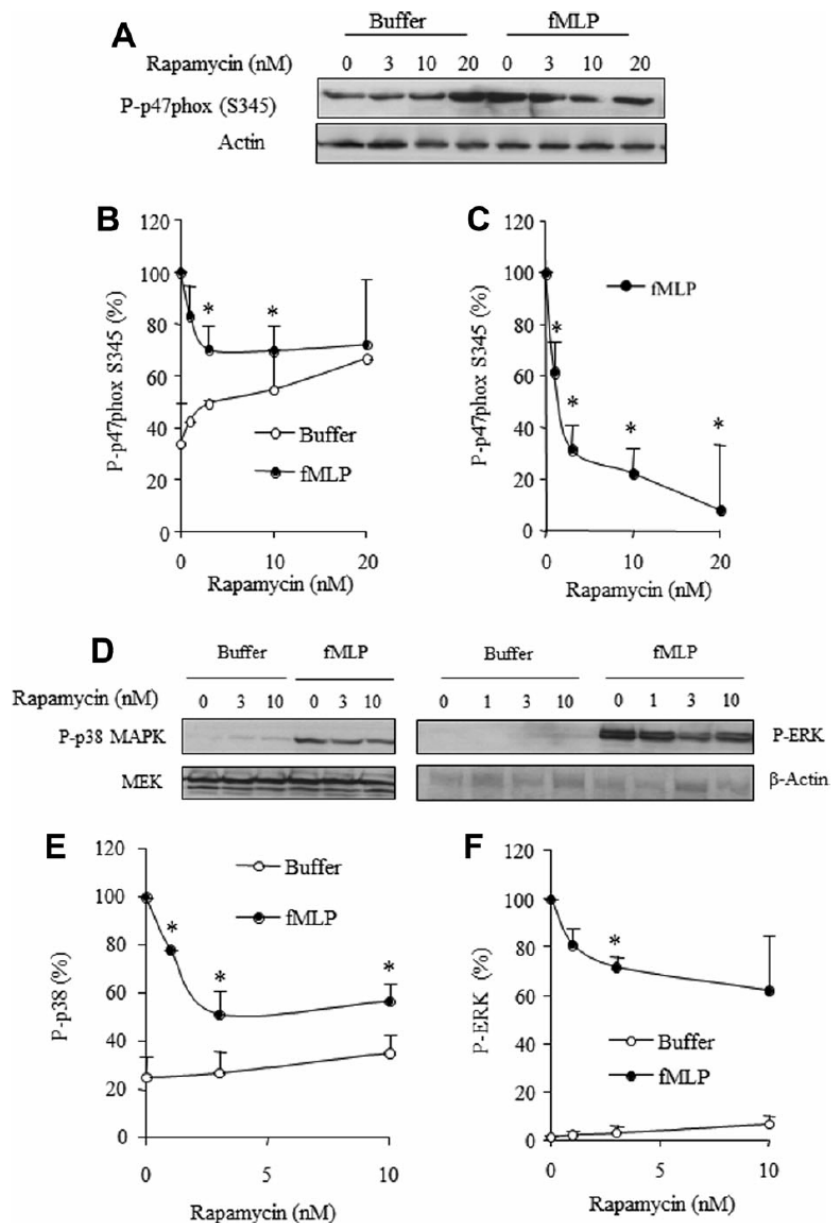 A
Buffer fMLP
Rapamycin (nM) 0 3 10 20 0 3 10 20
P-p47phox (S345)
Actin
B
120
100
80
60
40
20
0
P-p47phox S345 (%)
* *
Buffer
fMLP
0 10 20
Rapamycin (nM)
C
120
100
80
60
40
20
0
P-p47phox S345 (%)
fMLP
* * * *
0 10 20
Rapamycin (nM)
D
Buffer fMLP Buffer fMLP
Rapamycin (nM) 0 3 10 0 3 10 0 1 3 10 0 1 3 10
P-p38 MAPK P-ERK
MEK β-Actin
E
120
100
80
60
40
20
0
P-p38 (%)
Buffer
fMLP
* * *
0 5 10
Rapamycin (nM)
F
120
100
80
60
40
20
0
P-ERK (%)
*
Buffer
fMLP
0 5 10
Rapamycin (nM)